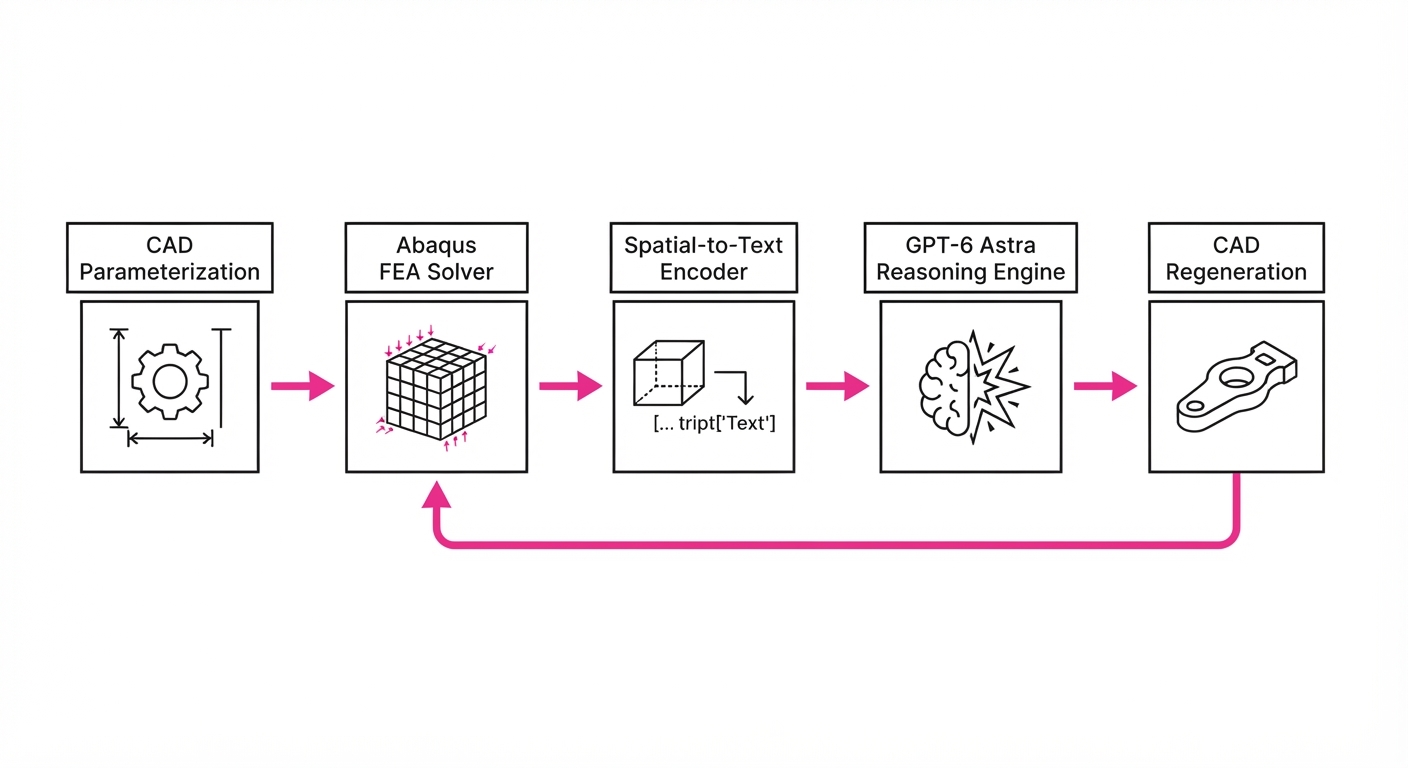 CAD
Parameterization
Abaqus
FEA Solver
Spatial-to-Text
Encoder
GPT-6 Astra
Reasoning Engine
CAD
Regeneration
[... tript['Text']